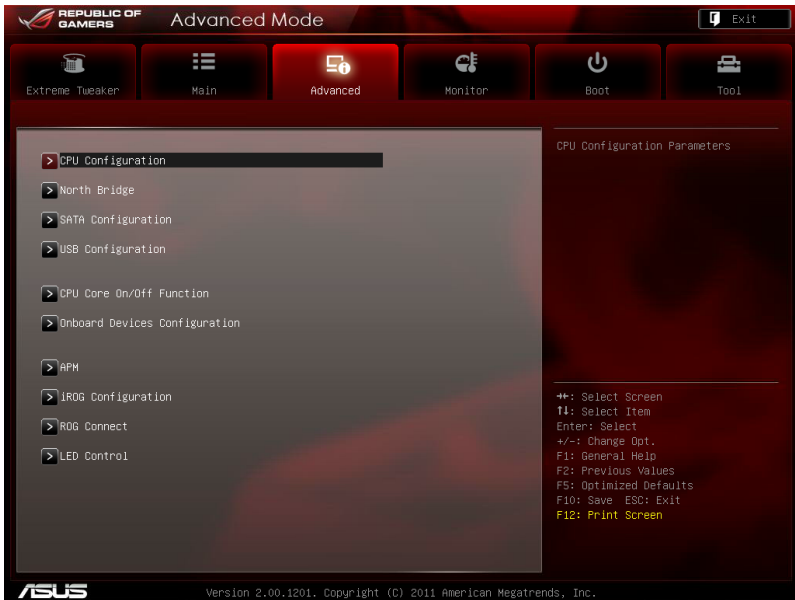 REPUBLIC OF GAMERS
Advanced Mode
Exit
Extreme Tweaker
Main
Advanced
Monitor
Boot
Tool
CPU Configuration
North Bridge
SATA Configuration
USB Configuration
CPU Core On/Off Function
Onboard Devices Configuration
APM
iROG Configuration
ROG Connect
LED Control
CPU Configuration Parameters
→←: Select Screen
↑↓: Select Item
Enter: Select
+/-: Change Opt.
F1: General Help
F2: Previous Values
F5: Optimized Defaults
F10: Save ESC: Exit
F12: Print Screen
ASUS
Version 2.00.1201. Copyright (C) 2011 American Megatrends, Inc.